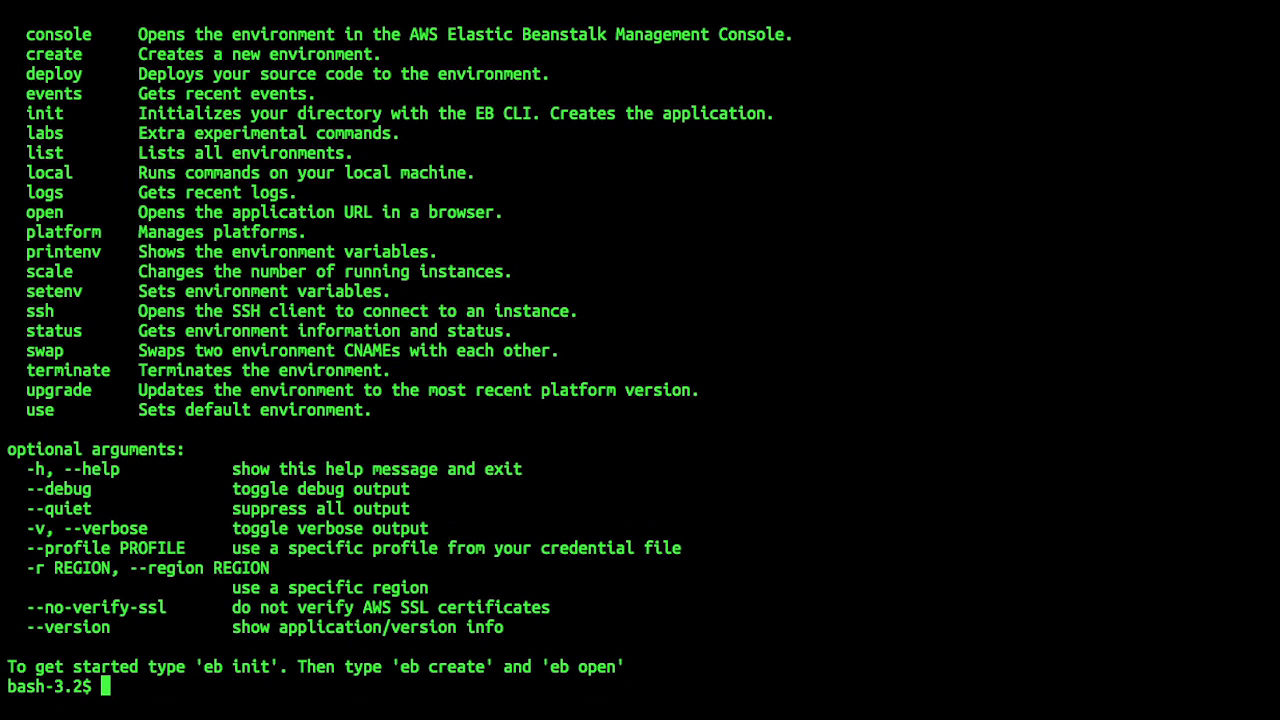 console     Opens the environment in the AWS Elastic Beanstalk Management Console.
create      Creates a new environment.
deploy      Deploys your source code to the environment.
events      Gets recent events.
init        Initializes your directory with the EB CLI. Creates the application.
labs        Extra experimental commands.
list        Lists all environments.
local       Runs commands on your local machine.
logs        Gets recent logs.
open        Opens the application URL in a browser.
platform    Manages platforms.
printenv    Shows the environment variables.
scale       Changes the number of running instances.
setenv      Sets environment variables.
ssh         Opens the SSH client to connect to an instance.
status      Gets environment information and status.
swap        Swaps two environment CNAMEs with each other.
terminate   Terminates the environment.
upgrade     Updates the environment to the most recent platform version.
use         Sets default environment.
optional arguments:
-h, --help            show this help message and exit
--debug               toggle debug output
--quiet               suppress all output
-v, --verbose         toggle verbose output
--profile PROFILE     use a specific profile from your credential file
-r REGION, --region REGION
use a specific region
--no-verify-ssl       do not verify AWS SSL certificates
--version             show application/version info
To get started type 'eb init'. Then type 'eb create' and 'eb open'
bash-3.2$